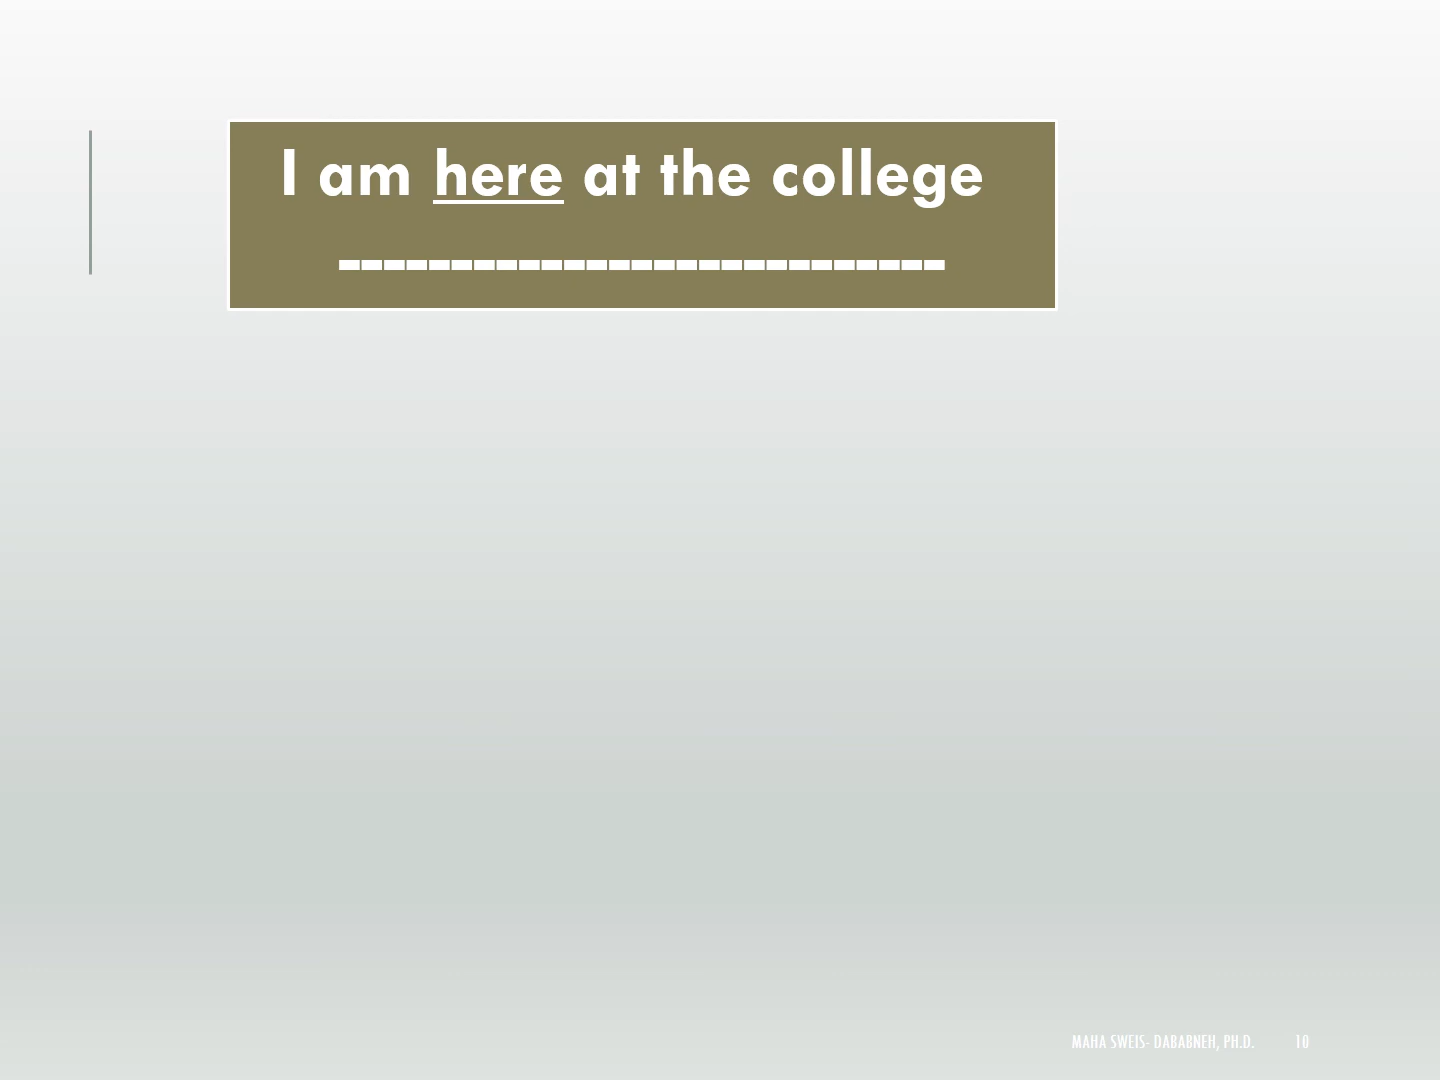 I am here at the college
---------------------------
MAHA SWEIS- DABABNEH, PH.D. 10